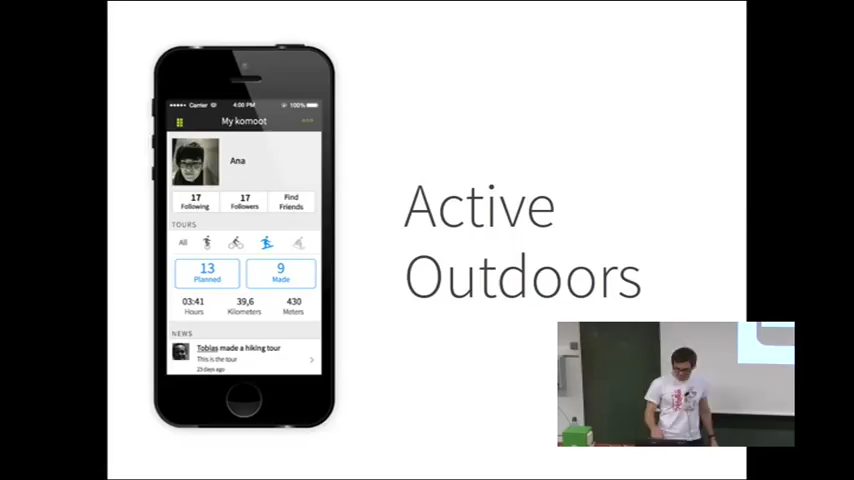 Carrier
4:00 PM
100%
My komoot
Ana
17
Following
17
Followers
Find
Friends
TOURS
All
13
Planned
9
Made
03:41
Hours
39,6
Kilometers
430
Meters
NEWS
Tobias made a hiking tour
This is the tour
23 days ago
Active
Outdoors